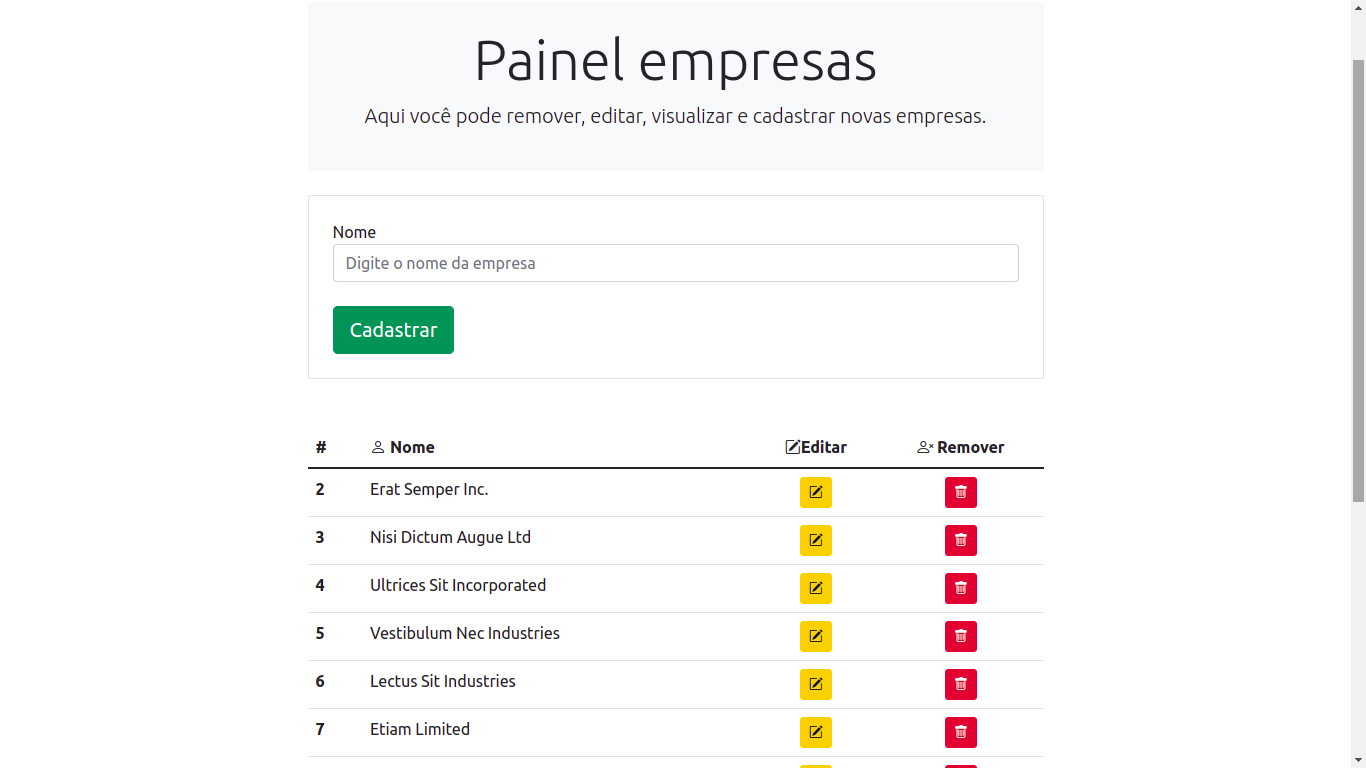 Painel empresas
Aqui você pode remover, editar, visualizar e cadastrar novas empresas.
Nome
Digite o nome da empresa
Cadastrar
# Nome Editar Remover
2 Erat Semper Inc.
3 Nisi Dictum Augue Ltd
4 Ultrices Sit Incorporated
5 Vestibulum Nec Industries
6 Lectus Sit Industries
7 Etiam Limited